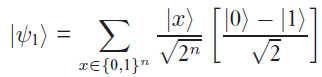 |ψ₁⟩ = ∑_{x∈{0,1}ⁿ} |x⟩/√2ⁿ [ |0⟩ − |1⟩ / √2 ]